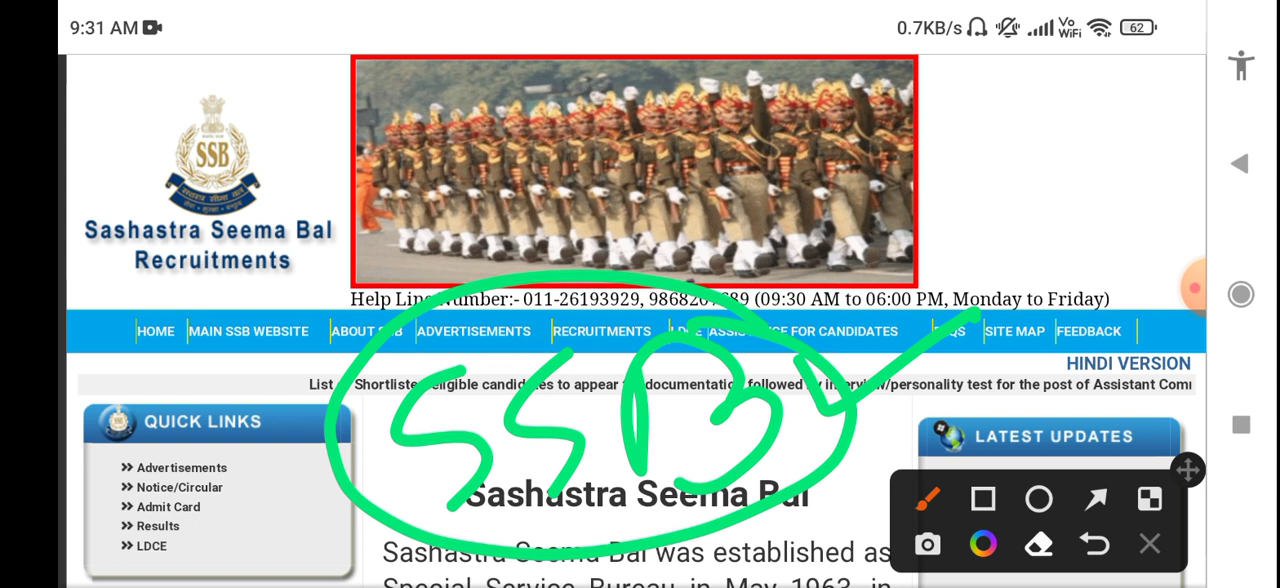 9:31 AM
0.7KB/s Vo WiFi 62
SSB
Sashastra Seema Bal
Recruitments
Help Line Number:- 011-26193929, (09:30 AM to 06:00 PM, Monday to Friday)
HOME MAIN SSB WEBSITE ABOUT SSB ADVERTISEMENTS RECRUITMENTS LDCE ASSISTANCE FOR CANDIDATES FAQS SITE MAP FEEDBACK
HINDI VERSION
List Shortlisted eligible candidates to appear documentation followed by interview/personality test for the post of Assistant
SSB
QUICK LINKS
Advertisements
Notice/Circular
Admit Card
Results
LDCE
LATEST UPDATES
Sashastra Seema Bal
Sashastra Seema Bal was established as
Special Service Bureau in May 1963, in